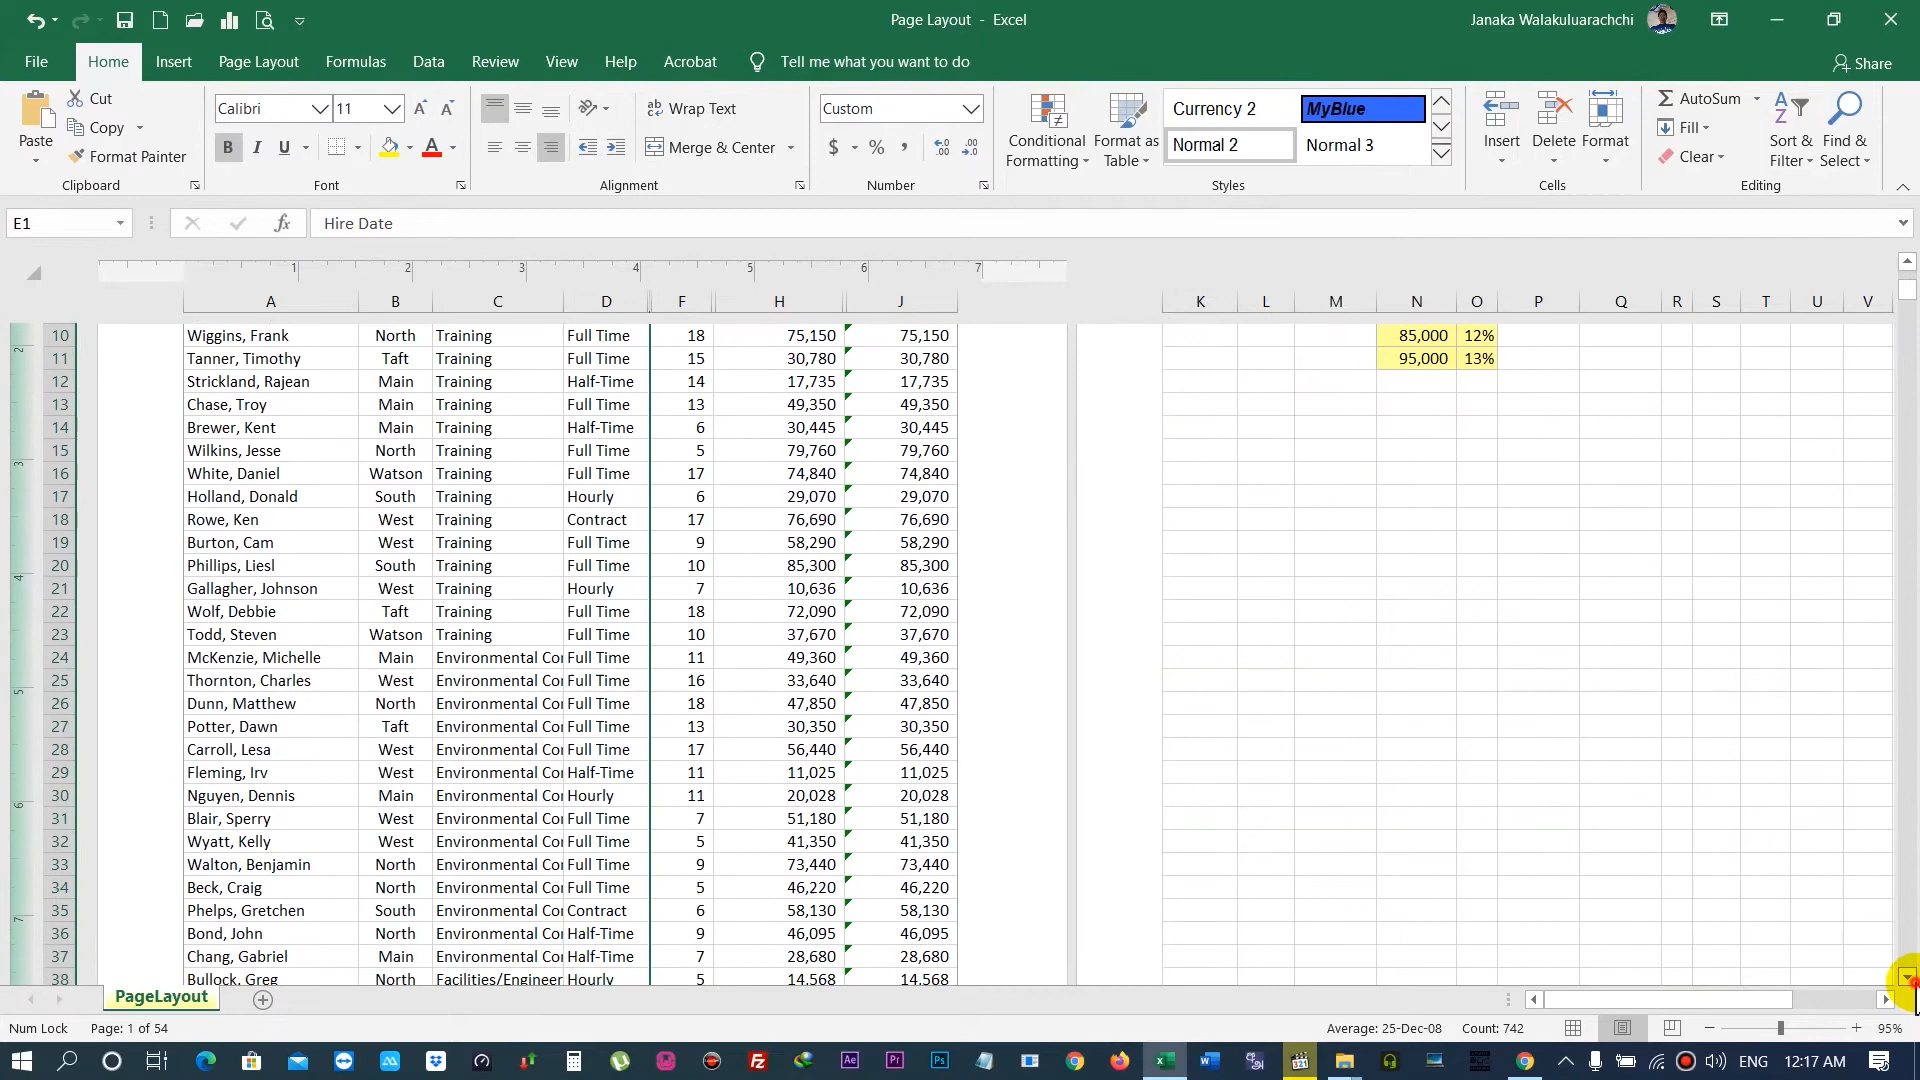 Page Layout - Excel
Janaka Walakuluarachchi
File Home Insert Page Layout Formulas Data Review View Help Acrobat Tell me what you want to do Share
Paste
Cut
Copy
Format Painter
Clipboard
Calibri 11
B I U
Font
Wrap Text
Merge & Center
Alignment
Custom
$ % ,
Number
Conditional Formatting
Format as Table
Currency 2 MyBlue
Normal 2 Normal 3
Styles
Insert Delete Format
Cells
AutoSum
Fill
Clear
Sort & Filter
Find & Select
Editing
E1 fx Hire Date
1 2 3 4 5 6 7
A B C D F H J K L M N O P Q R S T U V
10 Wiggins, Frank North Training Full Time 18 75,150 75,150 85,000 12%
11 Tanner, Timothy Taft Training Full Time 15 30,780 30,780 95,000 13%
12 Strickland, Rajean Main Training Half-Time 14 17,735 17,735
13 Chase, Troy Main Training Full Time 13 49,350 49,350
14 Brewer, Kent Main Training Half-Time 6 30,445 30,445
15 Wilkins, Jesse North Training Full Time 5 79,760 79,760
16 White, Daniel Watson Training Full Time 17 74,840 74,840
17 Holland, Donald South Training Hourly 6 29,070 29,070
18 Rowe, Ken West Training Contract 17 76,690 76,690
19 Burton, Cam West Training Full Time 9 58,290 58,290
20 Phillips, Liesl South Training Full Time 10 85,300 85,300
21 Gallagher, Johnson West Training Hourly 7 10,636 10,636
22 Wolf, Debbie Taft Training Full Time 18 72,090 72,090
23 Todd, Steven Watson Training Full Time 10 37,670 37,670
24 McKenzie, Michelle Main Environmental Co Full Time 11 49,360 49,360
25 Thornton, Charles West Environmental Co Full Time 16 33,640 33,640
26 Dunn, Matthew North Environmental Co Full Time 18 47,850 47,850
27 Potter, Dawn Taft Environmental Co Full Time 13 30,350 30,350
28 Carroll, Lesa West Environmental Co Full Time 17 56,440 56,440
29 Fleming, Irv West Environmental Co Half-Time 11 11,025 11,025
30 Nguyen, Dennis Main Environmental Co Hourly 11 20,028 20,028
31 Blair, Sperry West Environmental Co Full Time 7 51,180 51,180
32 Wyatt, Kelly West Environmental Co Full Time 5 41,350 41,350
33 Walton, Benjamin North Environmental Co Full Time 9 73,440 73,440
34 Beck, Craig North Environmental Co Full Time 5 46,220 46,220
35 Phelps, Gretchen South Environmental Co Contract 6 58,130 58,130
36 Bond, John North Environmental Co Half-Time 9 46,095 46,095
37 Chang, Gabriel Main Environmental Co Half-Time 7 28,680 28,680
38 Bullock, Greg North Facilities/Engineer Hourly 5 14,568 14,568
PageLayout
Num Lock Page: 1 of 54 Average: 25-Dec-08 Count: 742 95%
ENG 12:17 AM